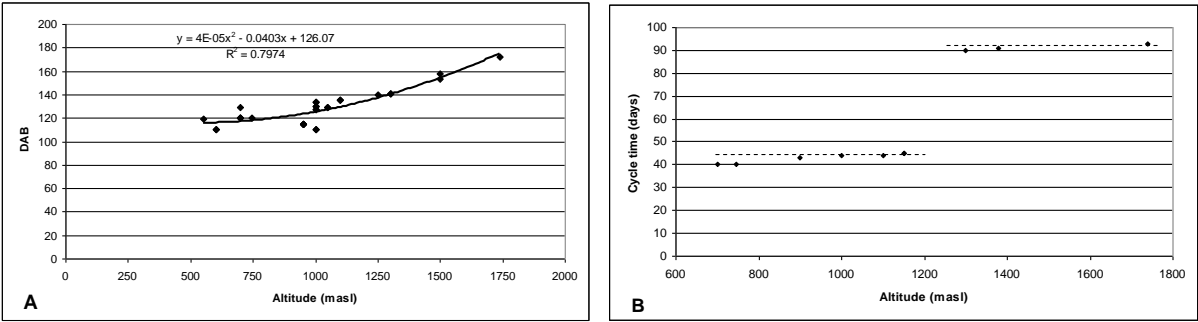 200
180
160
140
120
100
80
60
40
20
0
y = 4E-05x² - 0.0403x + 126.07
R² = 0.7974
DAB
0 250 500 750 1000 1250 1500 1750 2000
Altitude (masl)
A
100
90
80
70
60
50
40
30
20
10
0
Cycle time (days)
600 800 1000 1200 1400 1600 1800
Altitude (masl)
B